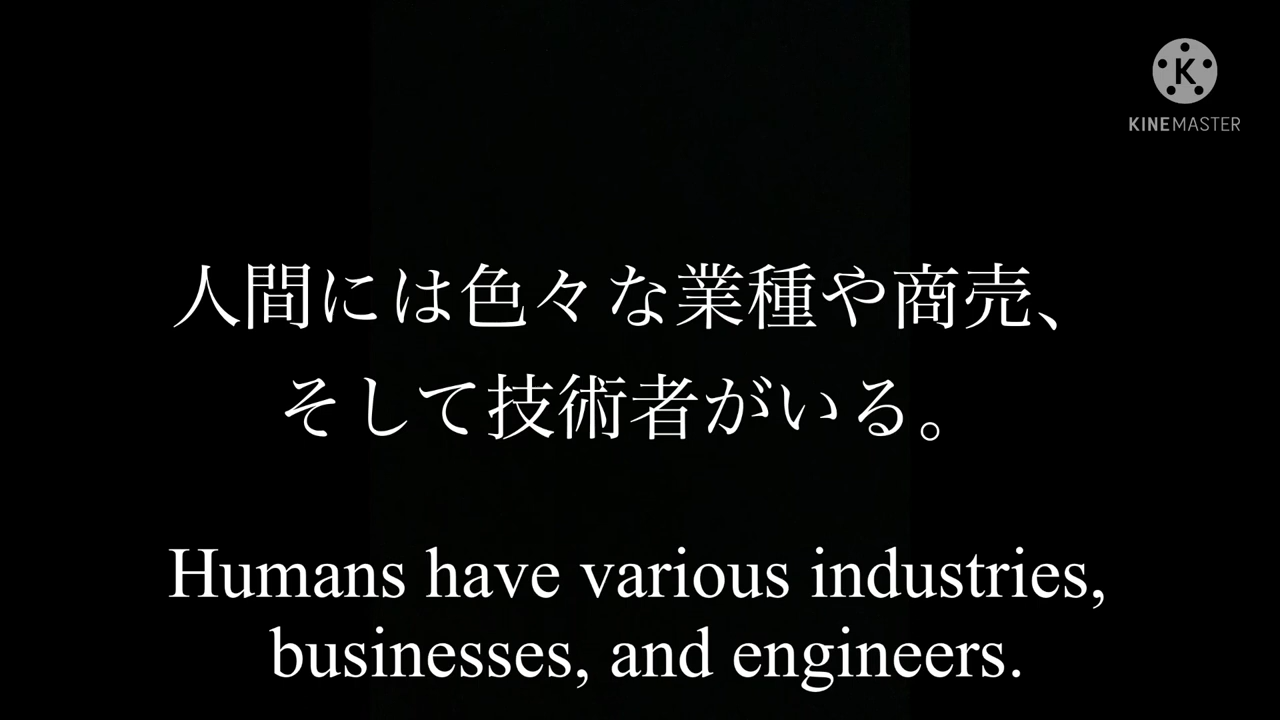 K
KINEMASTER
人間には色々な業種や商売、
そして技術者がいる。
Humans have various industries,
businesses, and engineers.